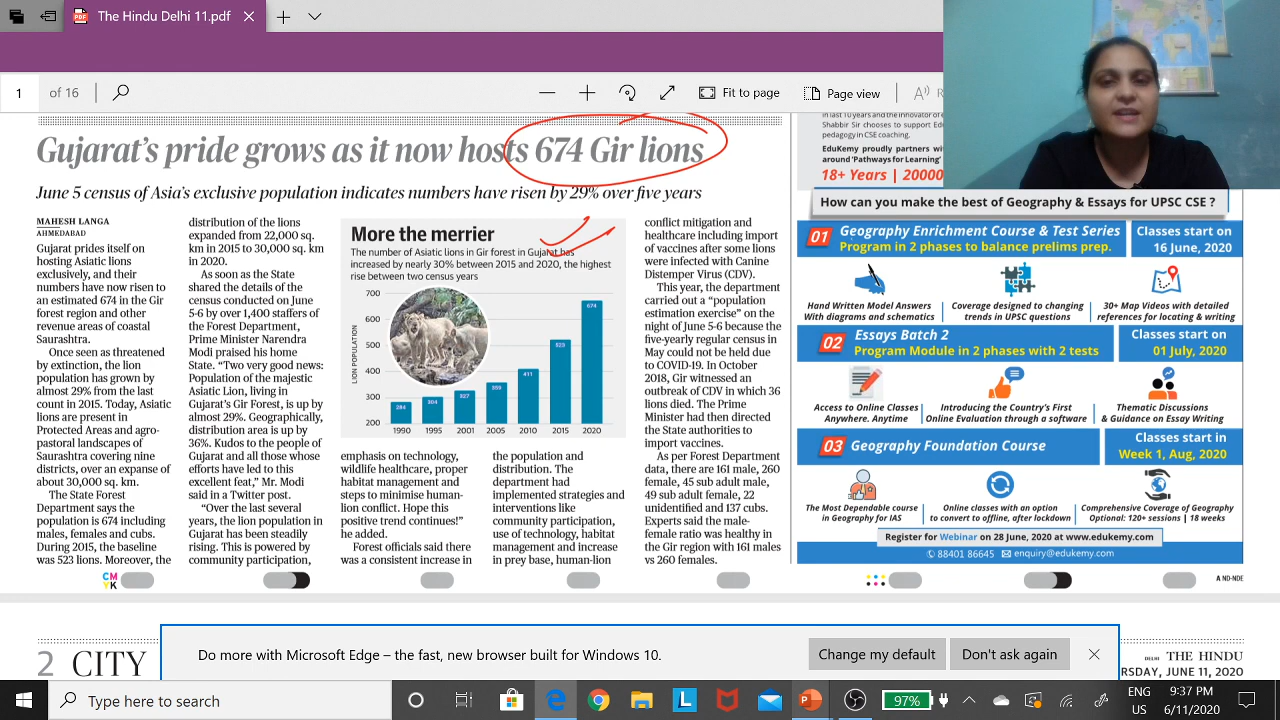 The Hindu Delhi 11.pdf
1 of 16
Fit to page
Page view
Gujarat's pride grows as it now hosts 674 Gir lions
June 5 census of Asia's exclusive population indicates numbers have risen by 29% over five years
MAHESH LANGA
AHMEDABAD
Gujarat prides itself on
hosting Asiatic lions
exclusively, and their
numbers have now risen to
an estimated 674 in the Gir
forest region and other
revenue areas of coastal
Saurashtra.
Once seen as threatened
by extinction, the lion
population has grown by
almost 29% from the last
count in 2015. Today, Asiatic
lions are present in
Protected Areas and agro-
pastoral landscapes of
Saurashtra covering nine
districts, over an expanse of
about 30,000 sq. km.
The State Forest
Department says the
population is 674 including
males, females and cubs.
During 2015, the baseline
was 523 lions. Moreover, the
distribution of the lions
expanded from 22,000 sq.
km in 2015 to 30,000 sq. km
in 2020.
As soon as the State
shared the details of the
census conducted on June
5-6 by over 1,400 staffers of
the Forest Department,
Prime Minister Narendra
Modi praised his home
State. "Two very good news:
Population of the majestic
Asiatic Lion, living in
Gujarat's Gir Forest, is up by
almost 29%. Geographically,
distribution area is up by
36%. Kudos to the people of
Gujarat and all those whose
efforts have led to this
excellent feat," Mr. Modi
said in a Twitter post.
"Over the last several
years, the lion population in
Gujarat has been steadily
rising. This is powered by
community participation,
More the merrier
The number of Asiatic lions in Gir forest in Gujarat has
increased by nearly 30% between 2015 and 2020, the highest
rise between two census years
LION POPULATION
700
600
500
400
300
200
284
304
327
359
411
523
674
1990 1995 2001 2005 2010 2015 2020
emphasis on technology,
wildlife healthcare, proper
habitat management and
steps to minimise human-
lion conflict. Hope this
positive trend continues!"
he added.
Forest officials said there
was a consistent increase in
the population and
distribution. The
department had
implemented strategies and
interventions like
community participation,
use of technology, habitat
management and increase
in prey base, human-lion
conflict mitigation and
healthcare including import
of vaccines after some lions
were infected with Canine
Distemper Virus (CDV).
This year, the department
carried out a "population
estimation exercise" on the
night of June 5-6 because the
five-yearly regular census in
May could not be held due
to COVID-19. In October
2018, Gir witnessed an
outbreak of CDV in which 36
lions died. The Prime
Minister had then directed
the State authorities to
import vaccines.
As per Forest Department
data, there are 161 male, 260
female, 45 sub adult male,
49 sub adult female, 22
unidentified and 137 cubs.
Experts said the male-
female ratio was healthy in
the Gir region with 161 males
vs 260 females.
in last 10 years and the innovator of
Shabbir Sir chooses to support
pedagogy in CSE coaching.
EduKemy proudly partners
around 'Pathways for Learning'
18+ Years | 20000
How can you make the best of Geography & Essays for UPSC CSE ?
01 Geography Enrichment Course & Test Series
Program in 2 phases to balance prelims prep.
Classes start on
16 June, 2020
Hand Written Model Answers
With diagrams and schematics
Coverage designed to changing
trends in UPSC questions
30+ Map Videos with detailed
references for locating & writing
02 Essays Batch 2
Program Module in 2 phases with 2 tests
Classes start on
01 July, 2020
Access to Online Classes
Anywhere. Anytime
Introducing the Country's First
Online Evaluation through a software
Thematic Discussions
& Guidance on Essay Writing
03 Geography Foundation Course
Classes start in
Week 1, Aug, 2020
The Most Dependable course
in Geography for IAS
Online classes with an option
to convert to offline, after lockdown
Comprehensive Coverage of Geography
Optional: 120+ sessions | 18 weeks
Register for Webinar on 28 June, 2020 at www.edukemy.com
88401 86645 enquiry@edukemy.com
CM
YK
A ND-NDE
2 CITY
DELHI THE HINDU
RSDAY, JUNE 11, 2020
Do more with Microsoft Edge – the fast, new browser built for Windows 10.
Change my default
Don't ask again
Type here to search
97%
ENG
US
9:37 PM
6/11/2020